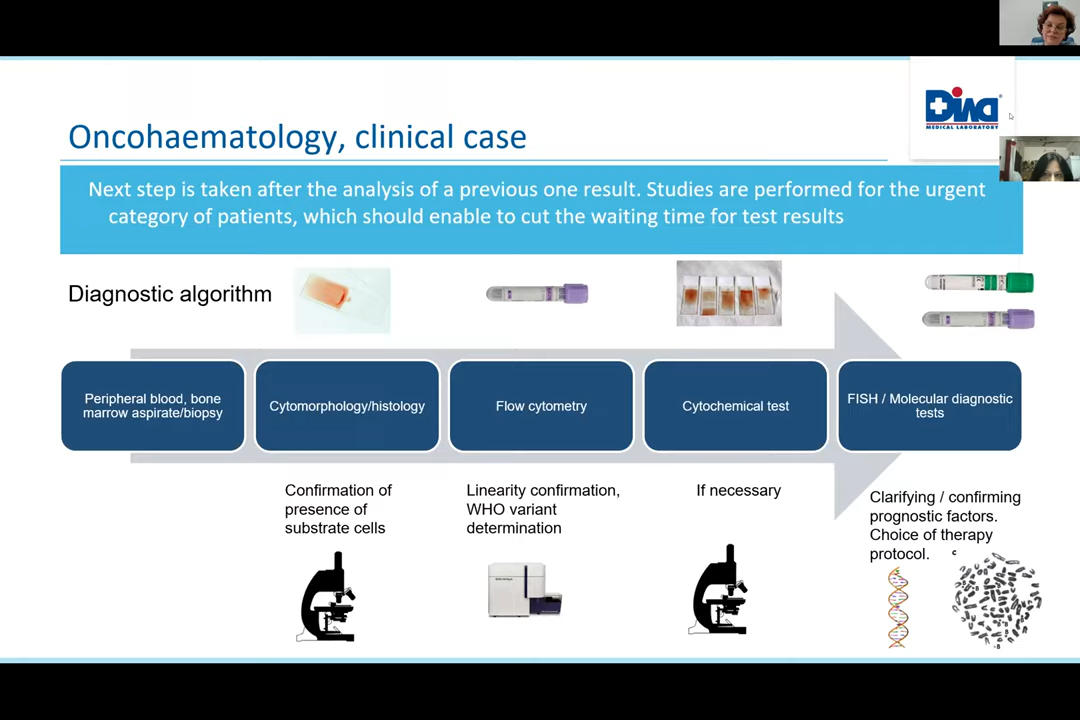 Dia
MEDICAL LABORATORY
Oncohaematology, clinical case
Next step is taken after the analysis of a previous one result. Studies are performed for the urgent
category of patients, which should enable to cut the waiting time for test results
Diagnostic algorithm
Peripheral blood, bone
marrow aspirate/biopsy
Cytomorphology/histology
Flow cytometry
Cytochemical test
FISH / Molecular diagnostic
tests
Confirmation of
presence of
substrate cells
Linearity confirmation,
WHO variant
determination
If necessary
Clarifying / confirming
prognostic factors.
Choice of therapy
protocol.